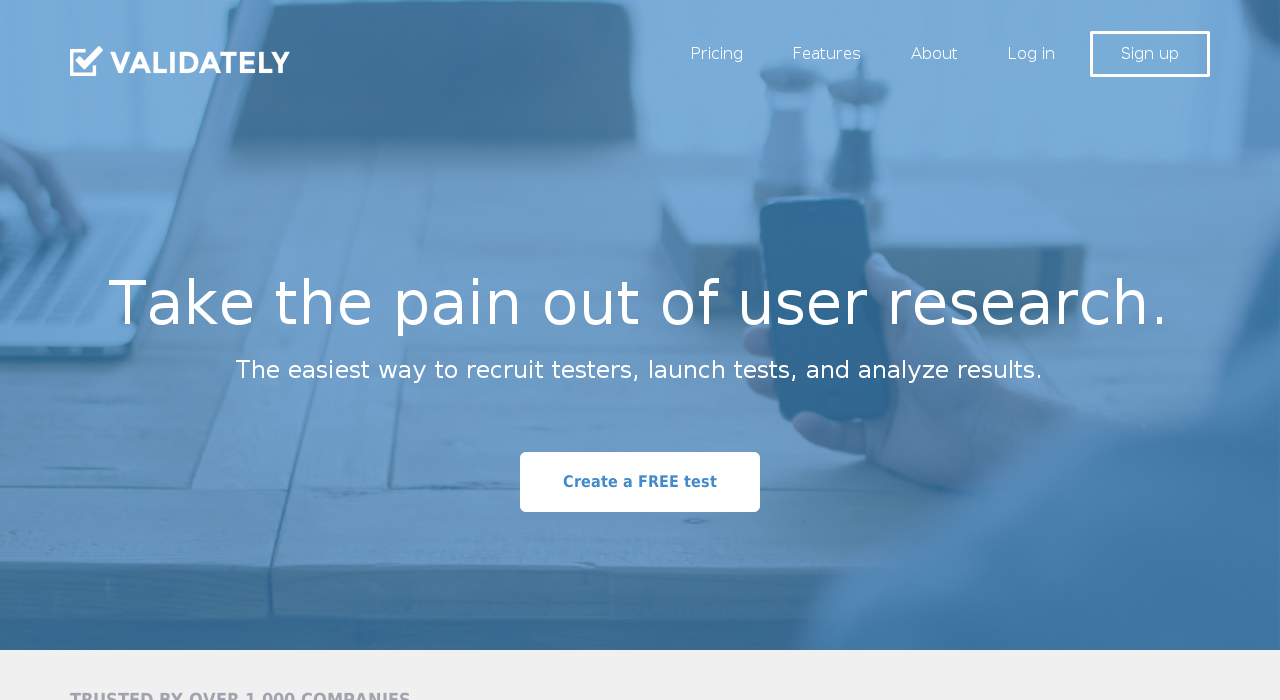 VALIDATELY
Pricing
Features
About
Log in
Sign up
Take the pain out of user research.
The easiest way to recruit testers, launch tests, and analyze results.
Create a FREE test
TRUSTED BY OVER 1,000 COMPANIES